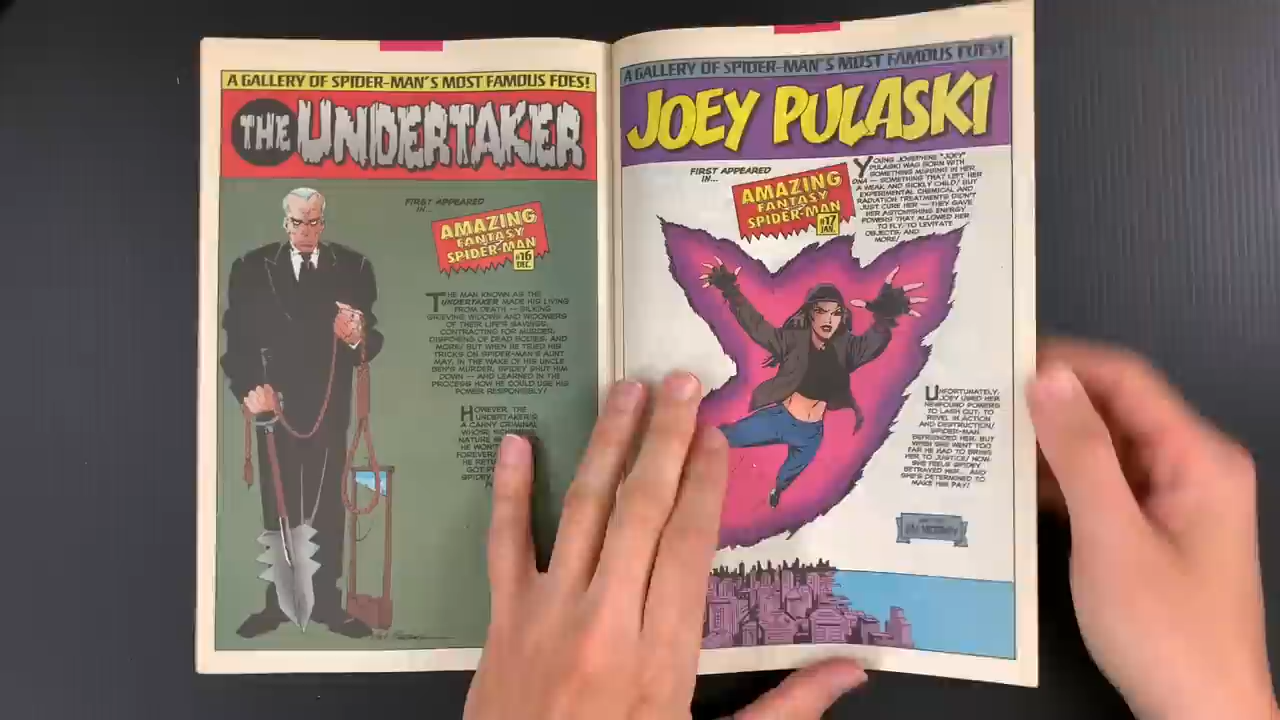 A GALLERY OF SPIDER-MAN'S MOST FAMOUS FOES!
THE UNDERTAKER
FIRST APPEARED
IN...
AMAZING
FANTASY
SPIDER-MAN
#16
DEC.
THE MAN KNOWN AS THE
UNDERTAKER MADE HIS LIVING
FROM DEATH -- BILKING
GRIEVING WIDOWS AND WIDOWERS
OF THEIR LIFE'S SAVINGS,
CONTRACTING FOR MURDER,
DISPOSING OF DEAD BODIES, AND
MORE! BUT WHEN HE TRIED HIS
TRICKS ON SPIDER-MAN'S AUNT
MAY, IN THE WAKE OF HIS UNCLE
BEN'S MURDER, SPIDEY SHUT HIM
DOWN -- AND LEARNED IN THE
PROCESS HOW HE COULD USE HIS
POWER RESPONSIBLY!
HOWEVER, THE
UNDERTAKER'S
A CANNY CRIMINAL
WHOSE
NATURE
HE WON'T
FOREVER!
HE
GOT
SPIDEY
A GALLERY OF SPIDER-MAN'S MOST FAMOUS FOES!
JOEY PULASKI
FIRST APPEARED
IN...
AMAZING
FANTASY
SPIDER-MAN
#17
JAN.
YOUNG JOSEPHINE "JOEY"
PULASKI WAS BORN WITH
SOMETHING MISSING IN HER
DNA -- SOMETHING THAT LEFT HER
A WEAK AND SICKLY CHILD! BUT
EXPERIMENTAL CHEMICAL AND
RADIATION TREATMENTS DIDN'T
JUST CURE HER -- THEY GAVE
HER ASTONISHING ENERGY
POWERS THAT ALLOWED HER
TO FLY, TO LEVITATE
OBJECTS, AND
MORE!
UNFORTUNATELY,
JOEY USED HER
NEWFOUND POWERS
TO LASH OUT, TO
REVEL IN ACTION
AND DESTRUCTION!
SPIDER-MAN
BEFRIENDED HER, BUT
WHEN SHE WENT TOO
FAR HE HAD TO BRING
HER TO JUSTICE! NOW,
SHE FEELS SPIDEY
BETRAYED HER... AND
SHE'S DETERMINED TO
MAKE HIM PAY!